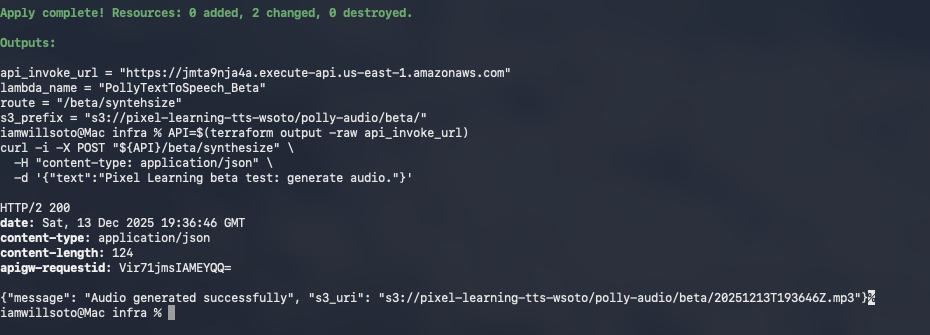 Apply complete! Resources: 0 added, 2 changed, 0 destroyed.
Outputs:
api_invoke_url = "https://jmta9nja4a.execute-api.us-east-1.amazonaws.com"
lambda_name = "PollyTextToSpeech_Beta"
route = "/beta/syntehsize"
s3_prefix = "s3://pixel-learning-tts-wsoto/polly-audio/beta/"
iamwillsoto@Mac infra % API=$(terraform output -raw api_invoke_url)
curl -i -X POST "${API}/beta/synthesize" \
  -H "content-type: application/json" \
  -d '{"text":"Pixel Learning beta test: generate audio."}'
HTTP/2 200
date: Sat, 13 Dec 2025 19:36:46 GMT
content-type: application/json
content-length: 124
apigw-requestid: Vir71jmsIAMEYQQ=
{"message": "Audio generated successfully", "s3_uri": "s3://pixel-learning-tts-wsoto/polly-audio/beta/20251213T193646Z.mp3"}%
iamwillsoto@Mac infra %